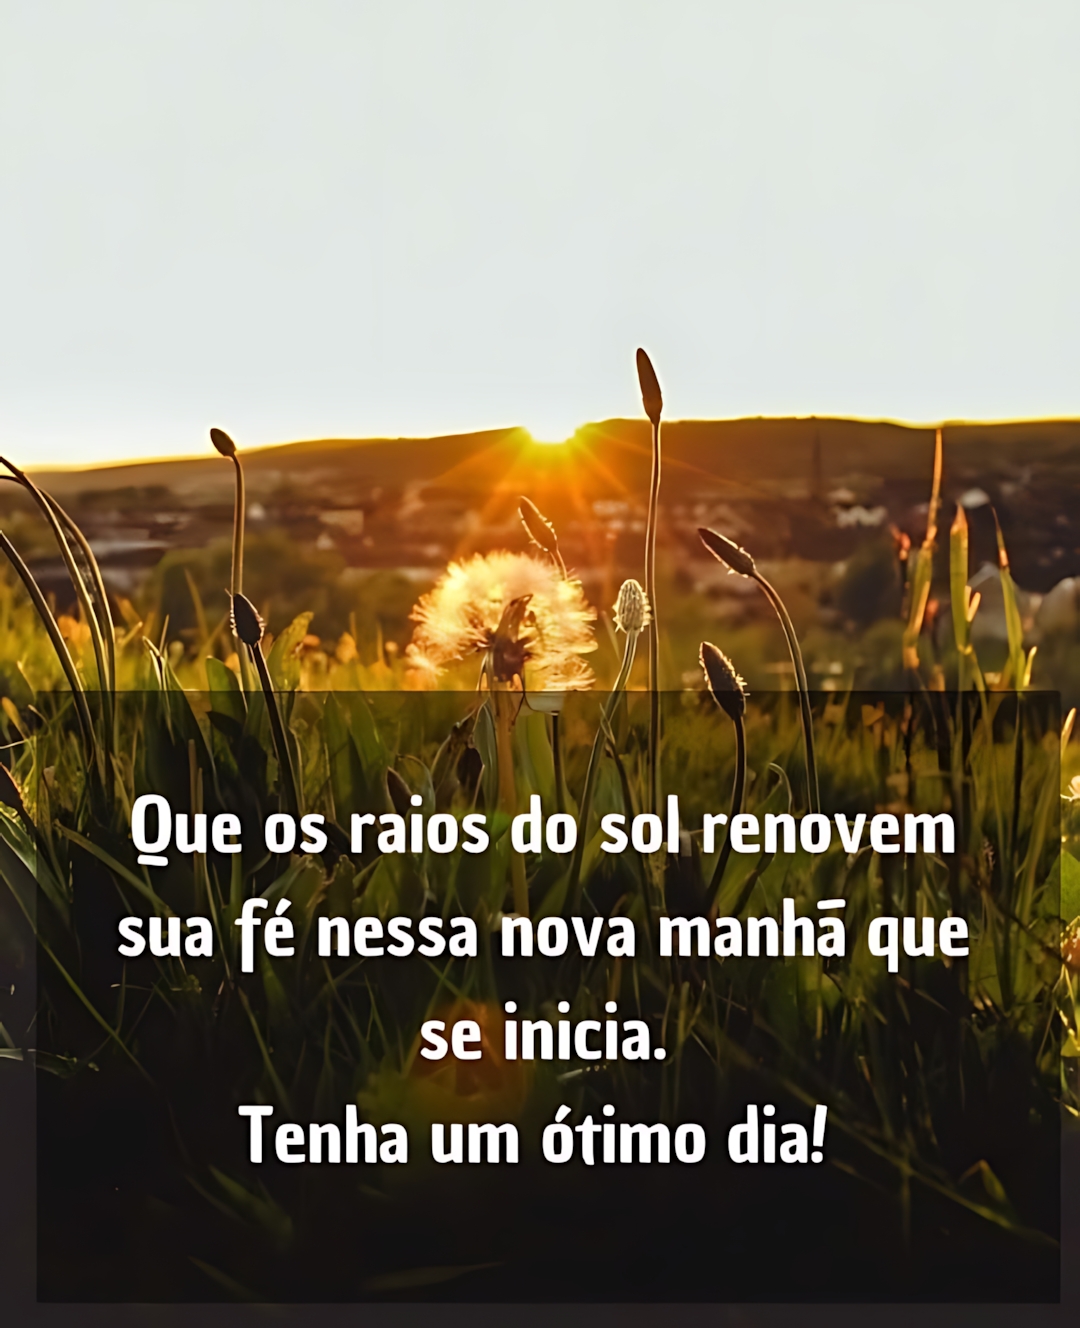 Que os raios do sol renovem
sua fé nessa nova manhã que
se inicia.
Tenha um ótimo dia!